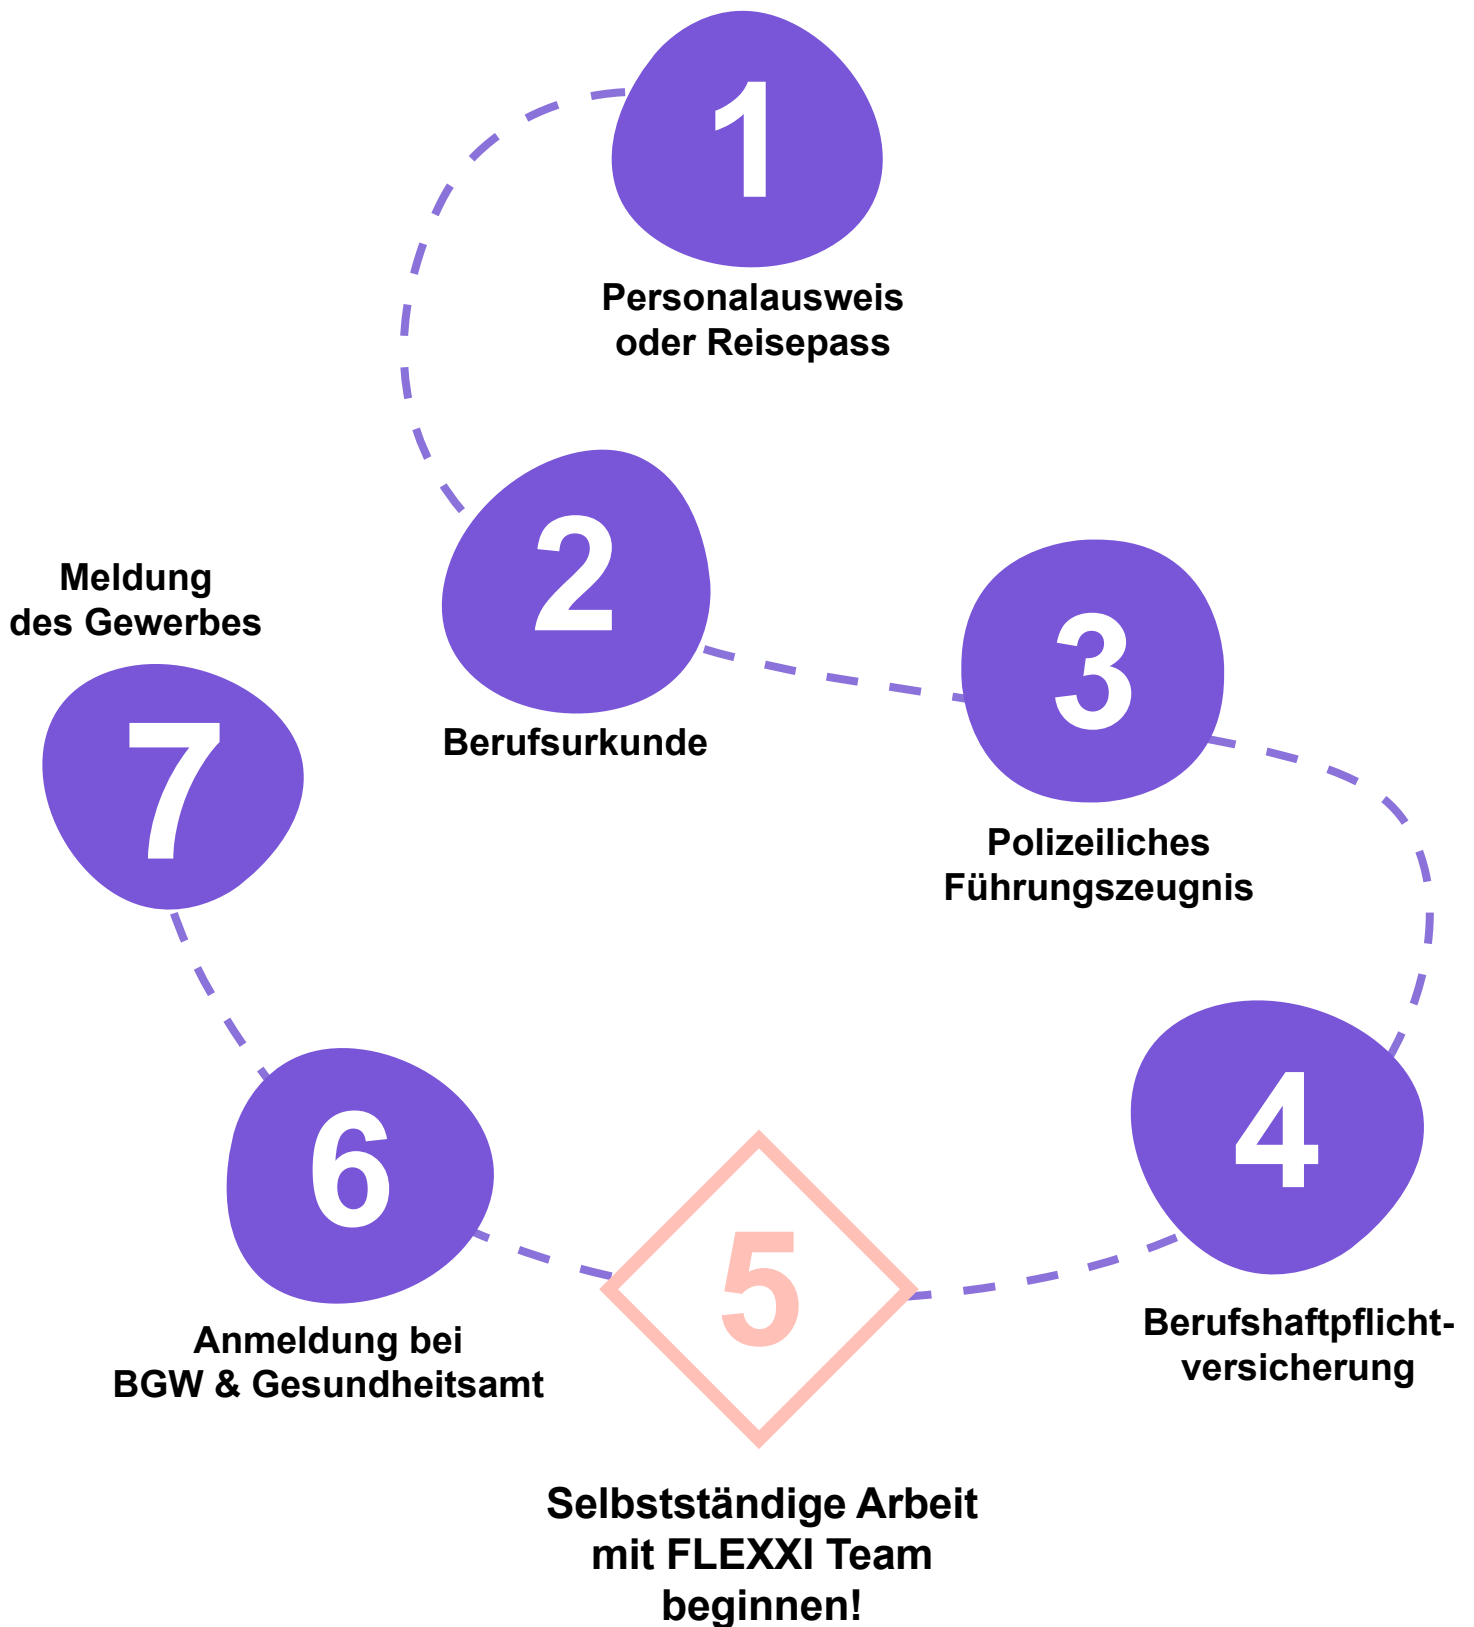 1
Personalausweis
oder Reisepass
2
Berufsurkunde
3
Polizeiliches
Führungszeugnis
4
Berufshaftpflicht-
versicherung
5
Selbstständige Arbeit
mit FLEXXI Team
beginnen!
6
Anmeldung bei
BGW & Gesundheitsamt
Meldung
des Gewerbes
7